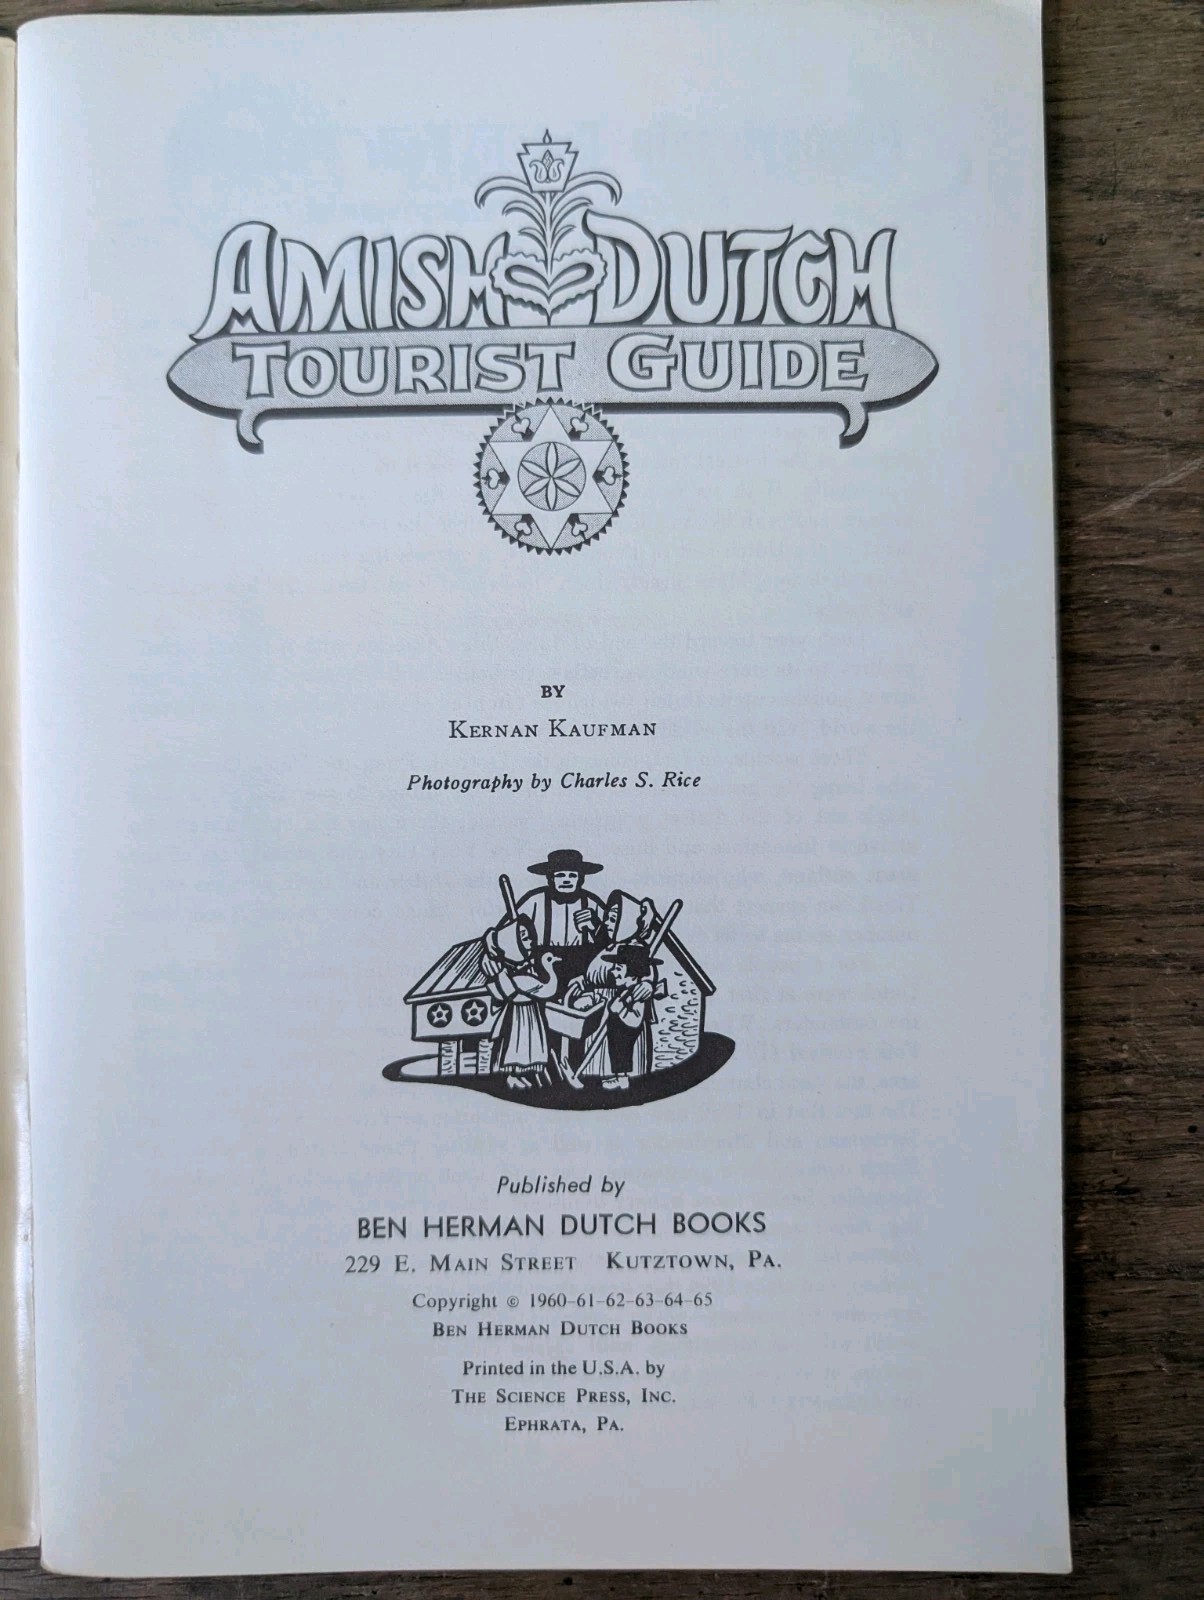 AMISH DUTCH
TOURIST GUIDE
BY
KERNAN KAUFMAN
Photography by Charles S. Rice
Published by
BEN HERMAN DUTCH BOOKS
229 E. MAIN STREET KUTZTOWN, PA.
Copyright © 1960-61-62-63-64-65
BEN HERMAN DUTCH BOOKS
Printed in the U.S.A. by
THE SCIENCE PRESS, INC.
EPHRATA, PA.